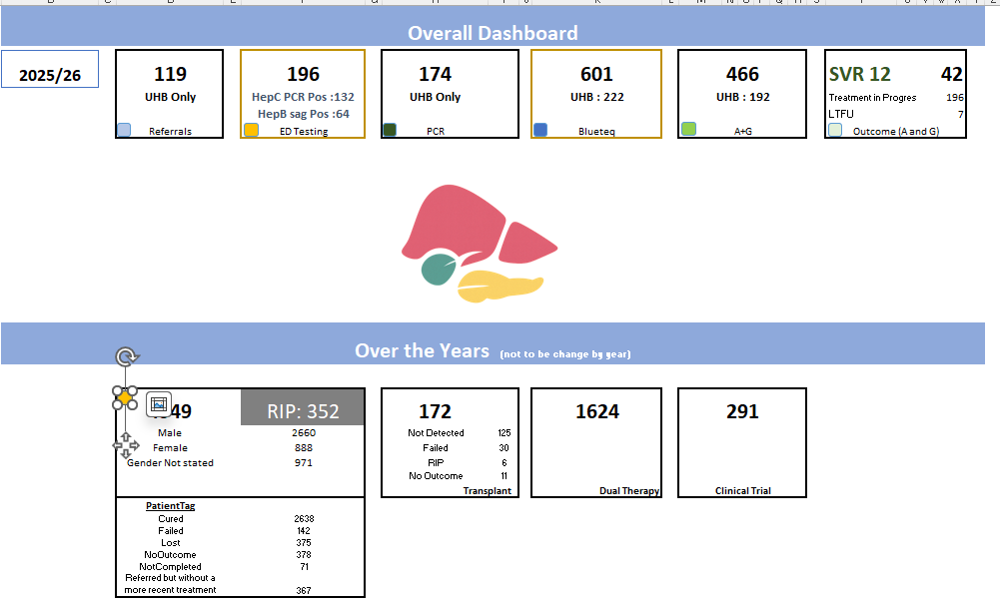 Overall Dashboard
2025/26
119
UHB Only
Referrals
196
HepC PCR Pos :132
HepB sag Pos :64
ED Testing
174
UHB Only
PCR
601
UHB : 222
Blueteq
466
UHB : 192
A+G
SVR 12 42
Treatment in Progres 196
LTFU 7
Outcome (A and G)
Over the Years (not to be change by year)
49 RIP: 352
Male 2660
Female 888
Gender Not stated 971
PatientTag
Cured 2638
Failed 142
Lost 375
NoOutcome 378
NotCompleted 71
Referred but without a
more recent treatment 367
172
Not Detected 125
Failed 30
RIP 6
No Outcome 11
Transplant
1624
Dual Therapy
291
Clinical Trial